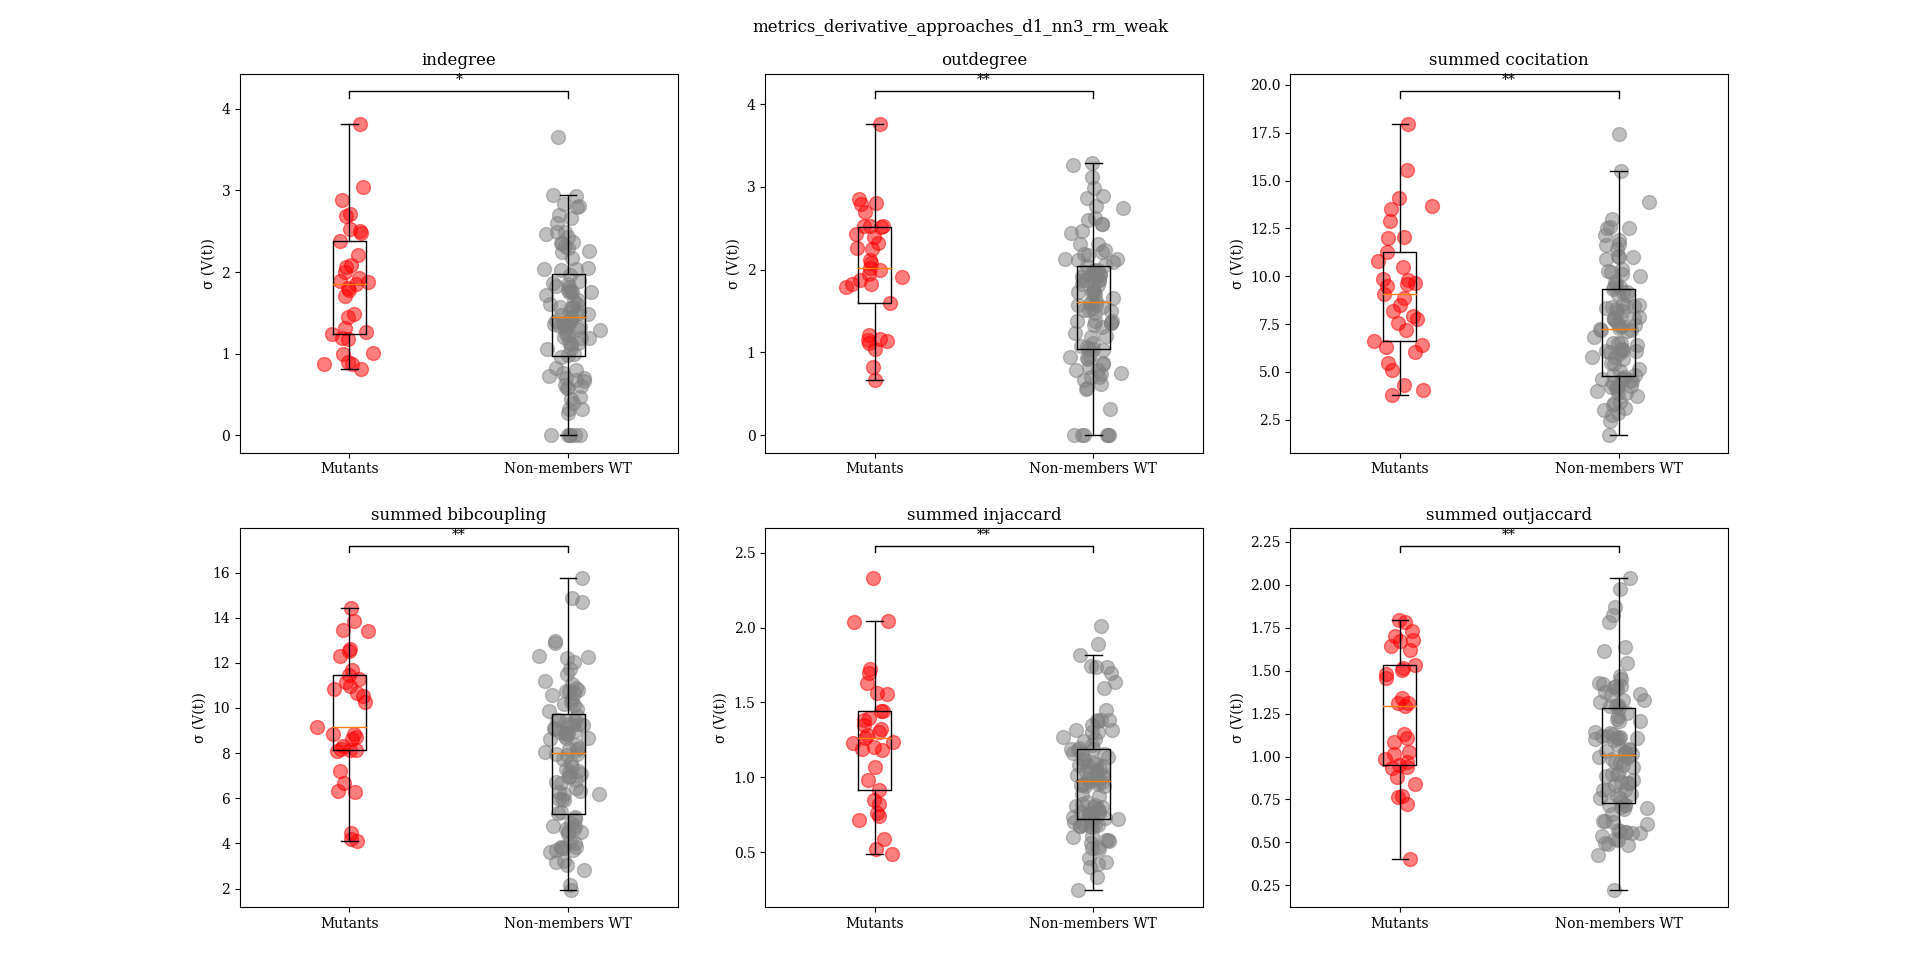 metrics_derivative_approaches_d1_nn3_rm_weak
indegree
*
4
3
2
1
0
σ (V(t))
Mutants
Non-members WT
outdegree
**
4
3
2
1
0
σ (V(t))
Mutants
Non-members WT
summed cocitation
**
20.0
17.5
15.0
12.5
10.0
7.5
5.0
2.5
σ (V(t))
Mutants
Non-members WT
summed bibcoupling
**
16
14
12
10
8
6
4
2
σ (V(t))
Mutants
Non-members WT
summed injaccard
**
2.5
2.0
1.5
1.0
0.5
σ (V(t))
Mutants
Non-members WT
summed outjaccard
**
2.25
2.00
1.75
1.50
1.25
1.00
0.75
0.50
0.25
σ (V(t))
Mutants
Non-members WT